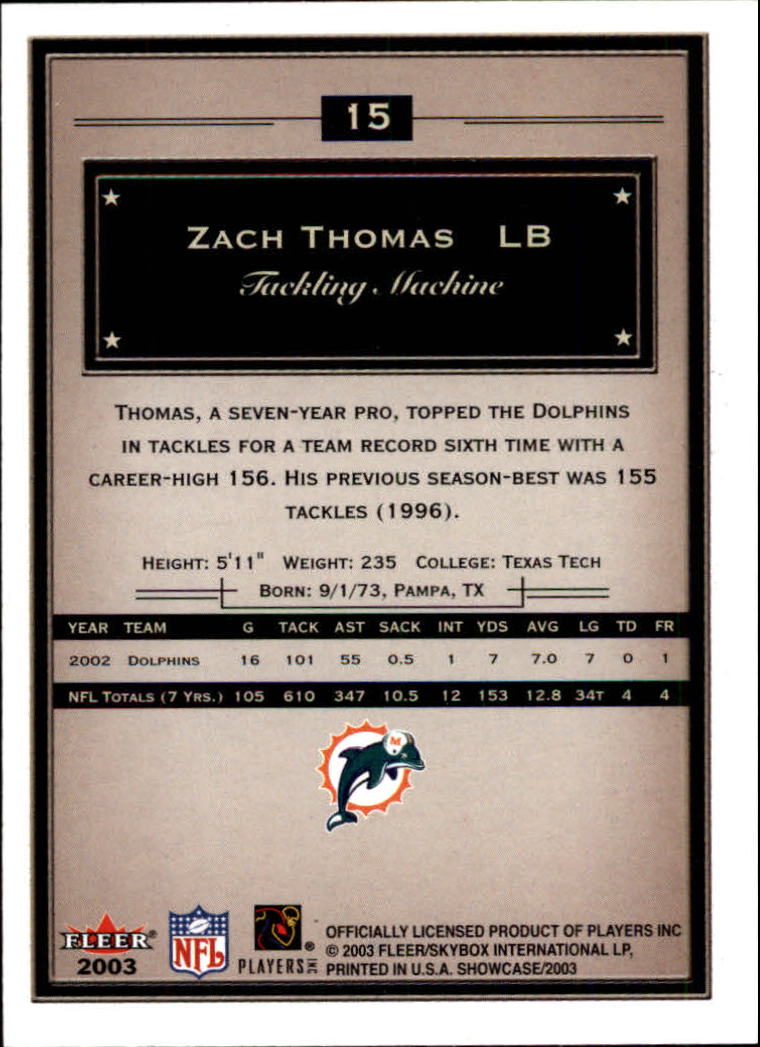 15
ZACH THOMAS LB
Tackling Machine
THOMAS, A SEVEN-YEAR PRO, TOPPED THE DOLPHINS
IN TACKLES FOR A TEAM RECORD SIXTH TIME WITH A
CAREER-HIGH 156. HIS PREVIOUS SEASON-BEST WAS 155
TACKLES (1996).
HEIGHT: 5'11" WEIGHT: 235 COLLEGE: TEXAS TECH
BORN: 9/1/73, PAMPA, TX
YEAR TEAM G TACK AST SACK INT YDS AVG LG TD FR
2002 DOLPHINS 16 101 55 0.5 1 7 7.0 7 0 1
NFL TOTALS (7 YRS.) 105 610 347 10.5 12 153 12.8 34T 4 4
M
FLEER®
2003
NFL
®
PLAYERS INC
OFFICIALLY LICENSED PRODUCT OF PLAYERS INC
© 2003 FLEER/SKYBOX INTERNATIONAL LP,
PRINTED IN U.S.A. SHOWCASE/2003